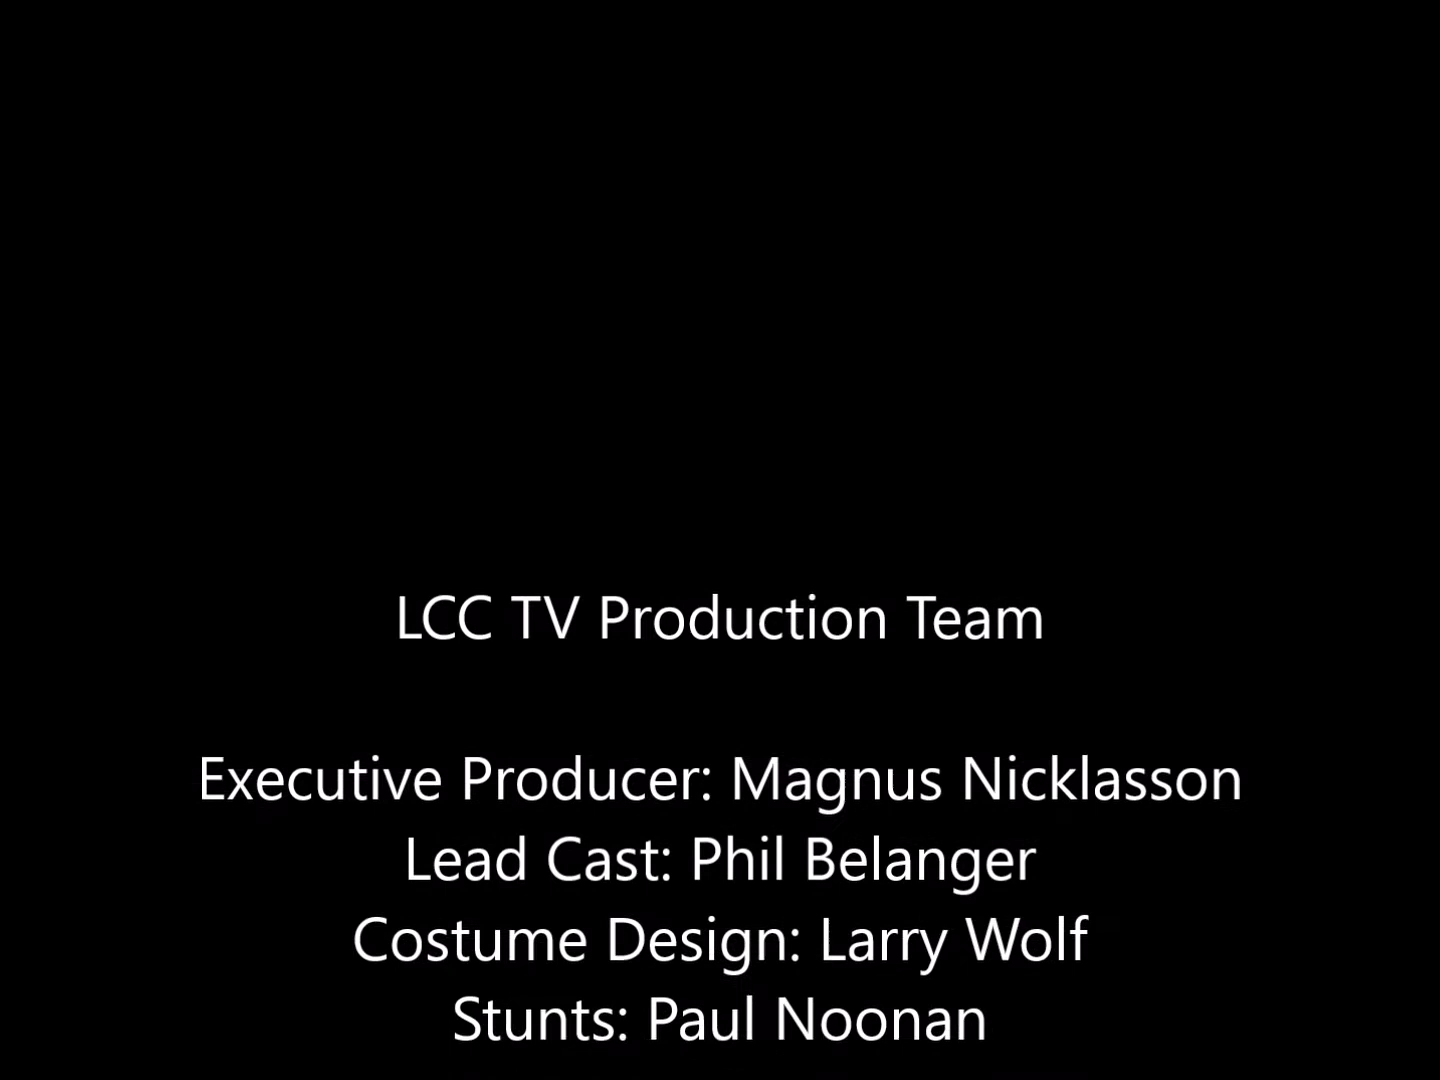 LCC TV Production Team
Executive Producer: Magnus Nicklasson
Lead Cast: Phil Belanger
Costume Design: Larry Wolf
Stunts: Paul Noonan